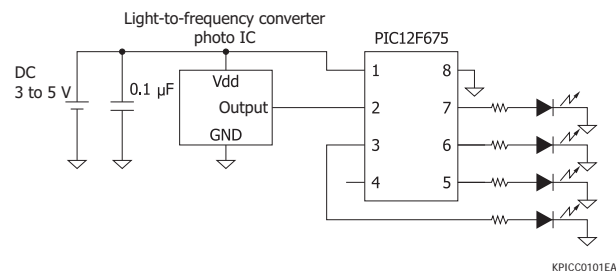 Light-to-frequency converter
photo IC
PIC12F675
DC
3 to 5 V
0.1 μF
Vdd
Output
GND
1
8
2
7
3
6
4
5
KPICC0101EA